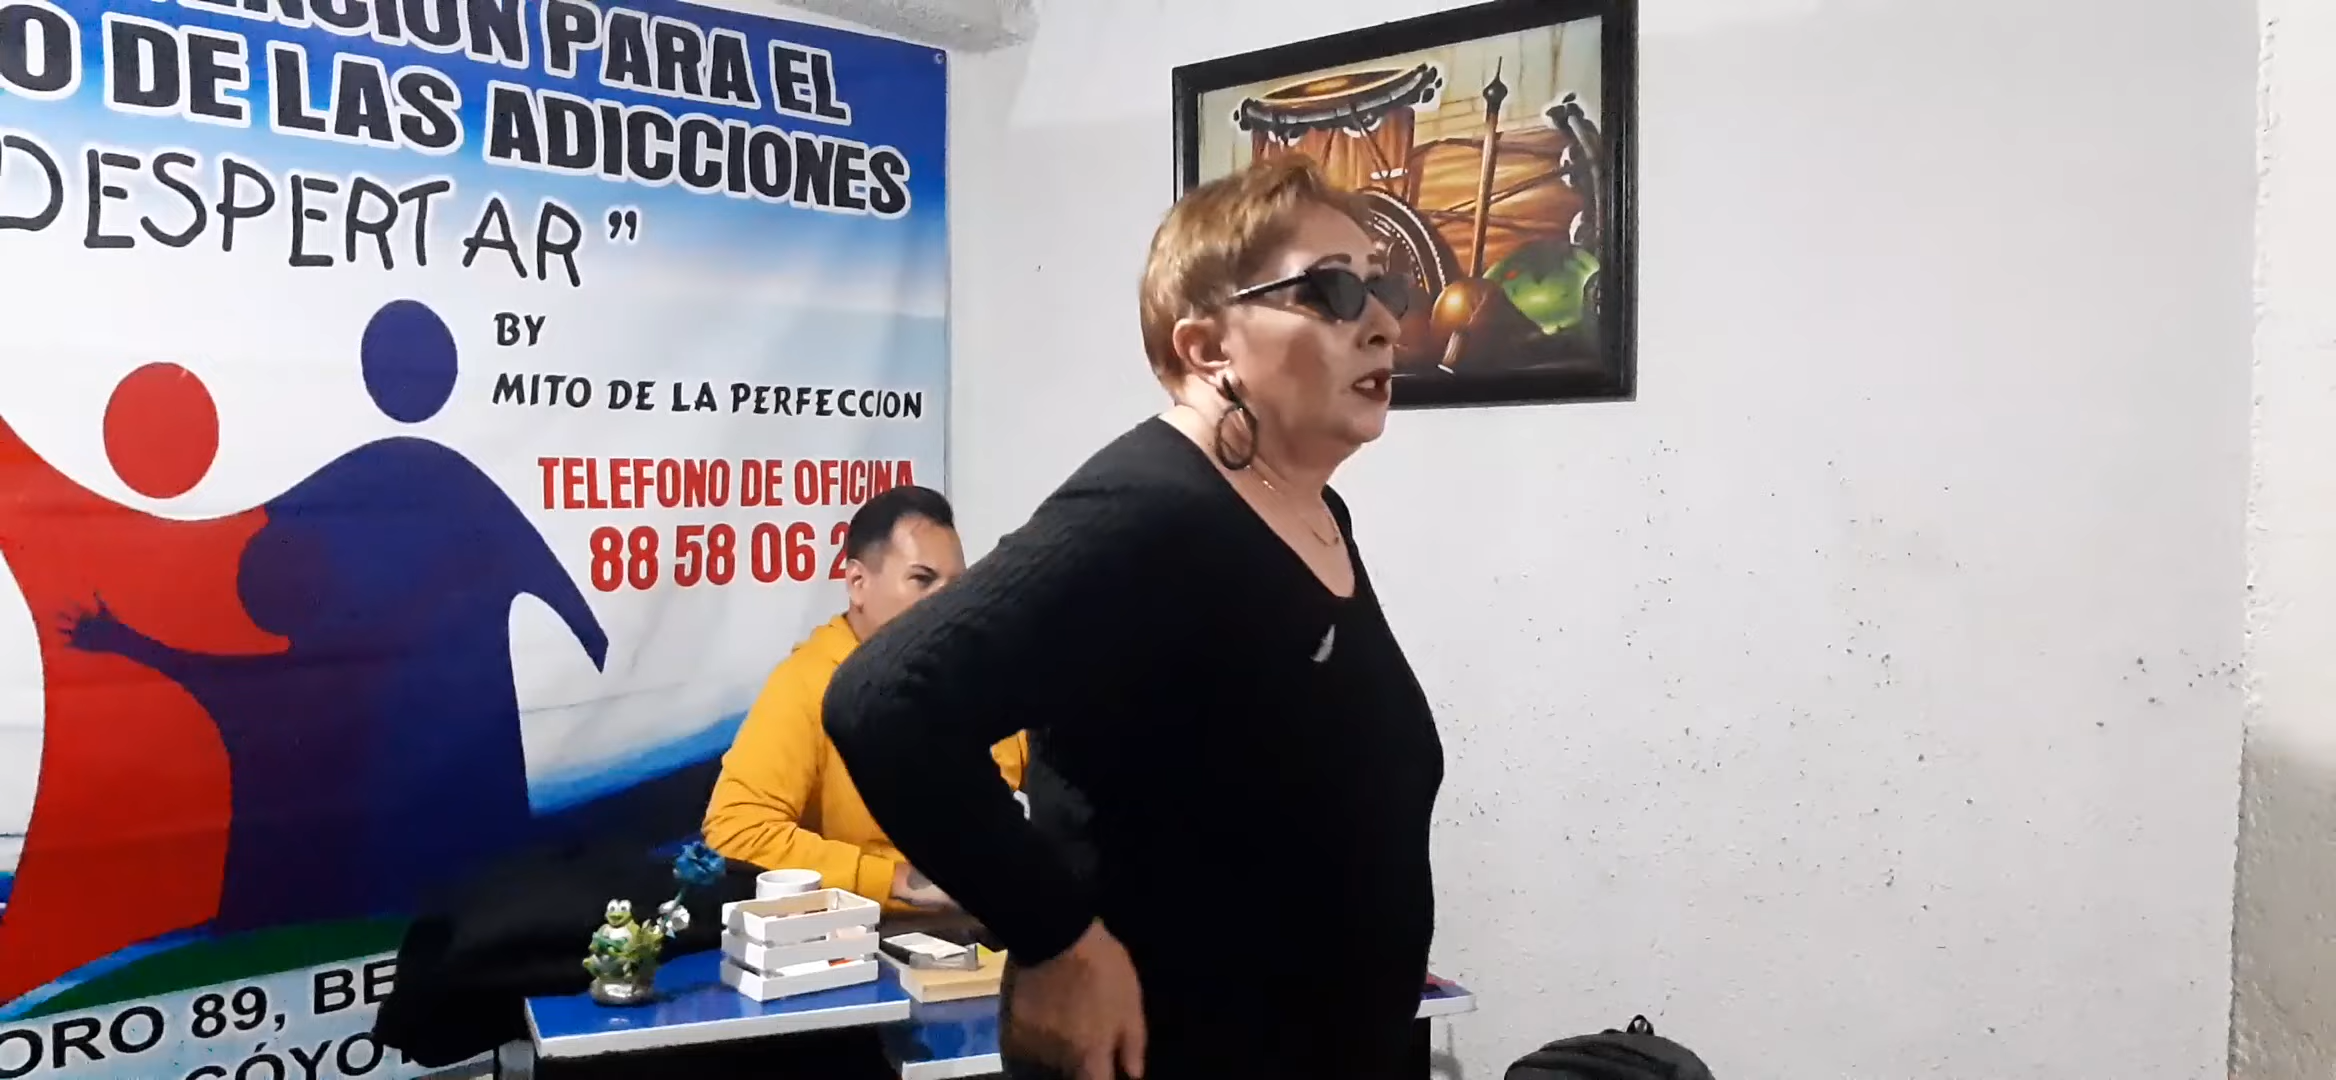 PARA EL
DE LAS ADICCIONES
DESPERTAR"
BY
MITO DE LA PERFECCION
TELEFONO DE OFICINA
88 58 06
ORO 89,